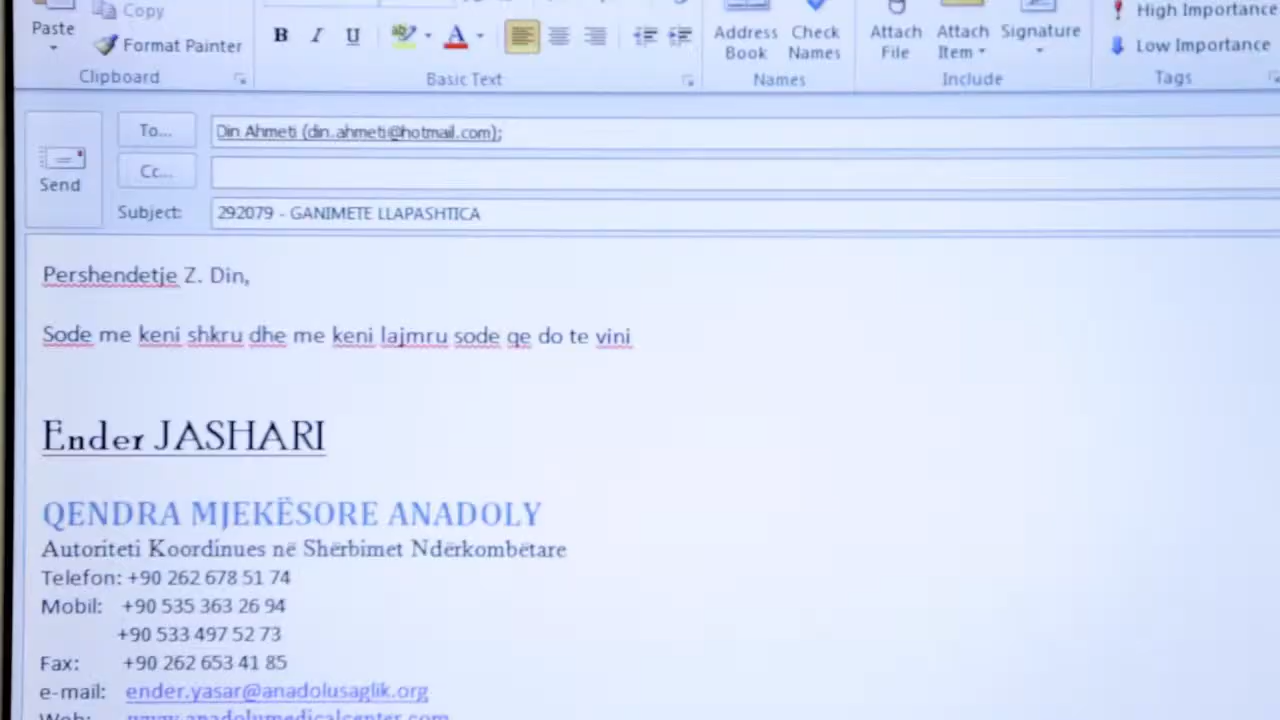 Copy
Paste
Format Painter
Clipboard
B I U
A
Basic Text
Address Book
Check Names
Names
Attach File
Attach Item
Signature
Include
High Importance
Low Importance
Tags
Send
To...
Din Ahmeti (din.ahmeti@hotmail.com);
Cc...
Subject:
292079 - GANIMETE LLAPASHTICA
Pershendetje Z. Din,
Sode me keni shkru dhe me keni lajmru sode qe do te vini
Ender JASHARI
QENDRA MJEKËSORE ANADOLY
Autoriteti Koordinues në Shërbimet Ndërkombëtare
Telefon: +90 262 678 51 74
Mobil: +90 535 363 26 94
+90 533 497 52 73
Fax: +90 262 653 41 85
e-mail: ender.yasar@anadolusaglik.org
Web: www.anadolumedicalcenter.com